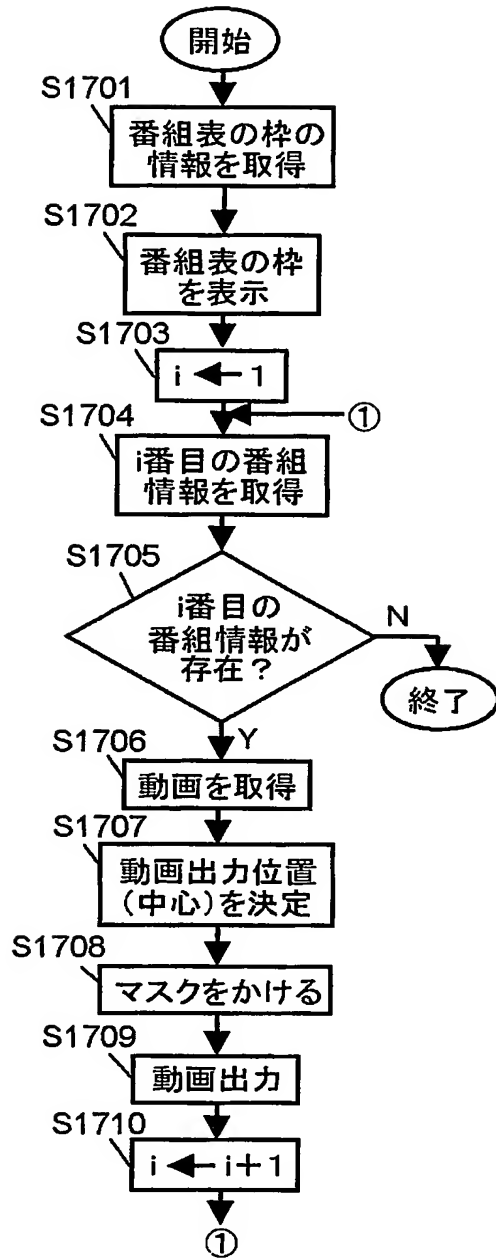 開始
S1701
番組表の枠の
情報を取得
S1702
番組表の枠
を表示
S1703
i ← 1
S1704
①
i番目の番組
情報を取得
S1705
i番目の
番組情報が
存在?
N
終了
Y
S1706
動画を取得
S1707
動画出力位置
(中心)を決定
S1708
マスクをかける
S1709
動画出力
S1710
i ← i+1
①